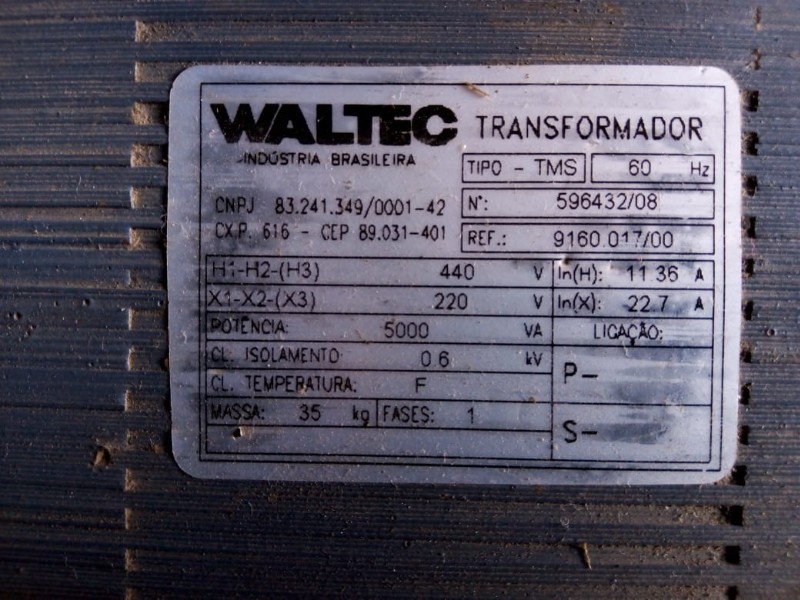 WALTEC TRANSFORMADOR
INDÚSTRIA BRASILEIRA
TIPO - TMS 60 Hz
CNPJ 83.241.349/0001-42
Nº: 596432/08
CX.P. 616 - CEP 89.031-401
REF.: 9160.017/00
H1-H2-(H3) 440 V In(H): 11.36 A
X1-X2-(X3) 220 V In(X): 22.7 A
POTÊNCIA: 5000 VA LIGAÇÃO:
CL. ISOLAMENTO 0.6 kV P-
CL. TEMPERATURA: F
MASSA: 35 kg FASES: 1 S-